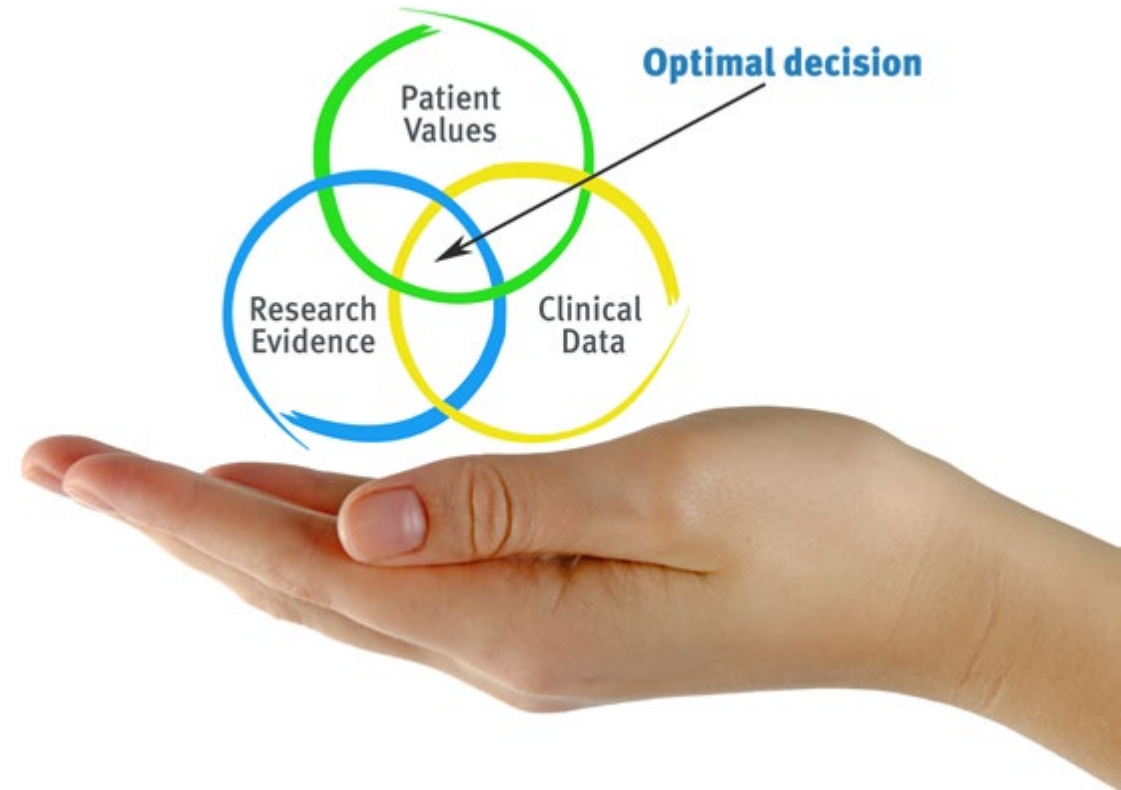 Optimal decision
Patient
Values
Research
Evidence
Clinical
Data